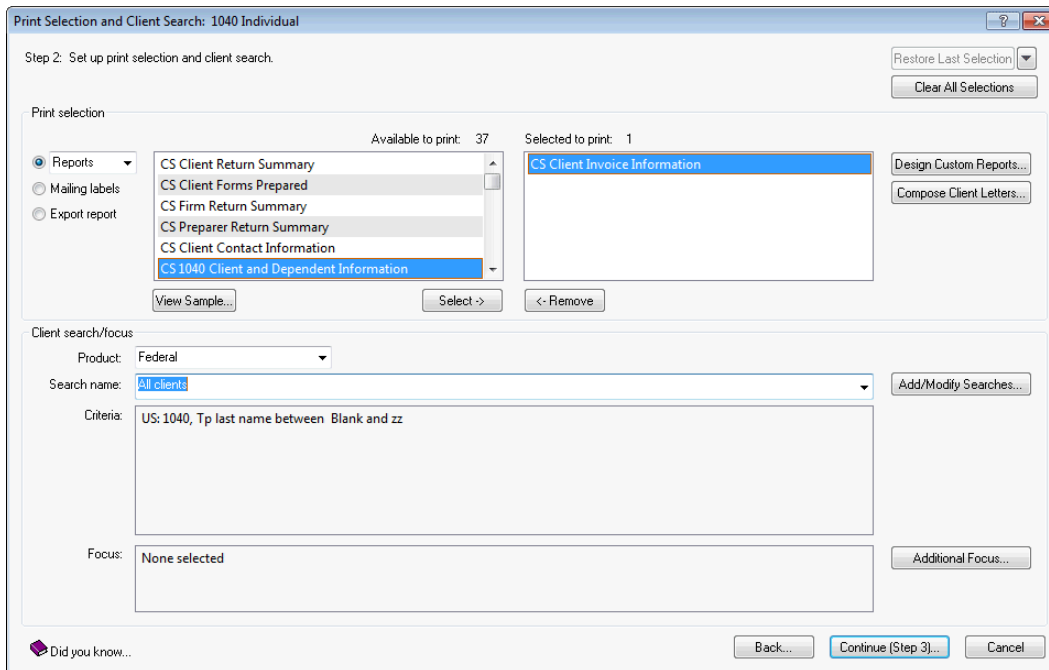 Print Selection and Client Search: 1040 Individual
Step 2: Set up print selection and client search.
Restore Last Selection
Clear All Selections
Print selection
Available to print: 37
Selected to print: 1
Reports
Mailing labels
Export report
CS Client Return Summary
CS Client Forms Prepared
CS Firm Return Summary
CS Preparer Return Summary
CS Client Contact Information
CS 1040 Client and Dependent Information
CS Client Invoice Information
Design Custom Reports...
Compose Client Letters...
View Sample...
Select ->
<- Remove
Client search/focus
Product: Federal
Search name: All clients
Add/Modify Searches...
Criteria: US: 1040, Tp last name between Blank and zz
Focus: None selected
Additional Focus...
Did you know...
Back...
Continue (Step 3)...
Cancel